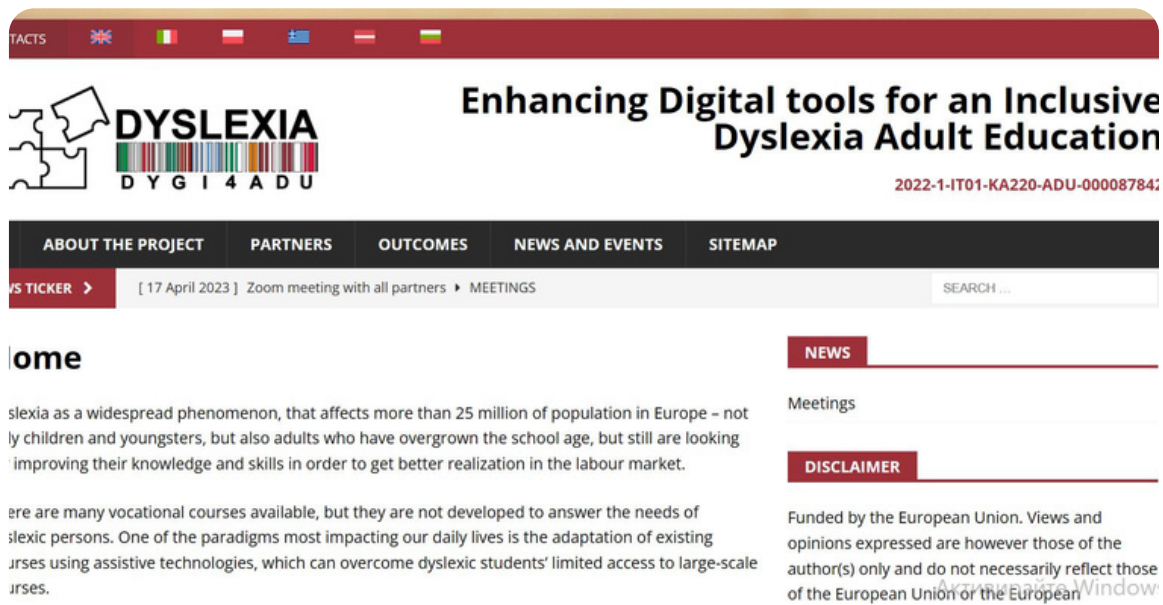 TACTS
DYSLEXIA
DYGI4ADU
Enhancing Digital tools for an Inclusive
Dyslexia Adult Education
2022-1-IT01-KA220-ADU-000087842
ABOUT THE PROJECT PARTNERS OUTCOMES NEWS AND EVENTS SITEMAP
S TICKER [ 17 April 2023 ] Zoom meeting with all partners MEETINGS SEARCH ...
ome
slexia as a widespread phenomenon, that affects more than 25 million of population in Europe – not
y children and youngsters, but also adults who have overgrown the school age, but still are looking
improving their knowledge and skills in order to get better realization in the labour market.
ere are many vocational courses available, but they are not developed to answer the needs of
slexic persons. One of the paradigms most impacting our daily lives is the adaptation of existing
urses using assistive technologies, which can overcome dyslexic students' limited access to large-scale
urses.
NEWS
Meetings
DISCLAIMER
Funded by the European Union. Views and
opinions expressed are however those of the
author(s) only and do not necessarily reflect those
of the European Union or the European
Активирайте Windows